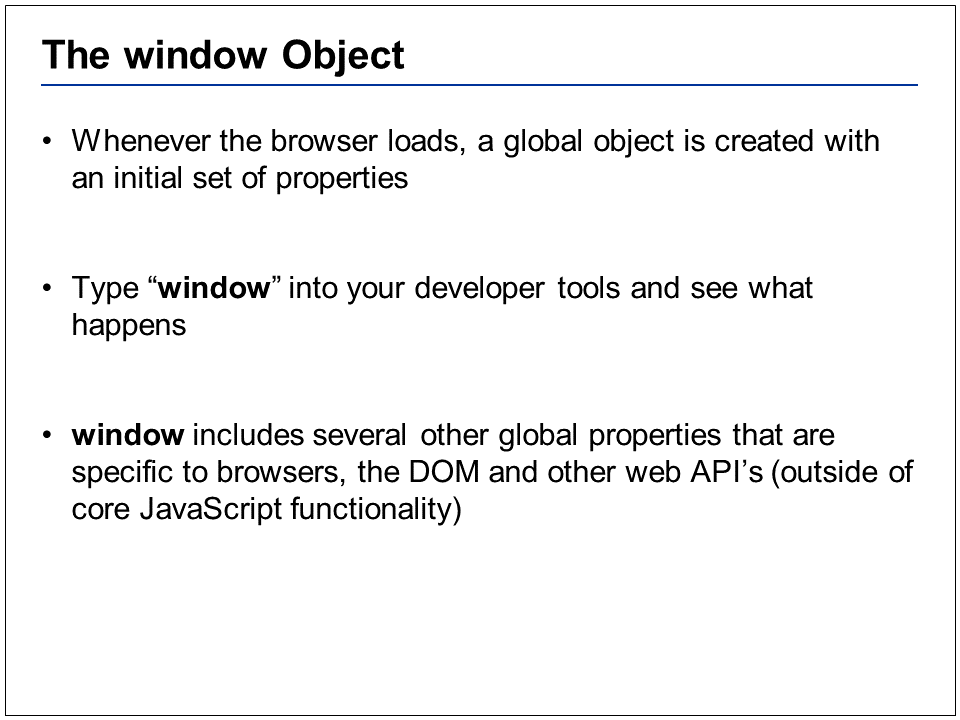 The window Object
• Whenever the browser loads, a global object is created with
an initial set of properties
• Type “window” into your developer tools and see what
happens
• window includes several other global properties that are
specific to browsers, the DOM and other web API’s (outside of
core JavaScript functionality)